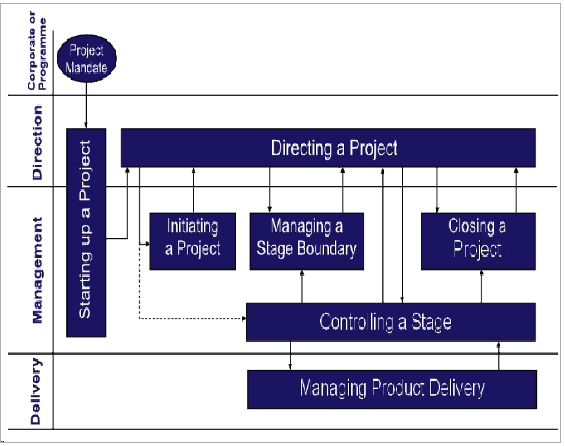 Corporate or
Programme
Project
Mandate
Direction
Directing a Project
Starting up a Project
Management
Initiating
a Project
Managing a
Stage Boundary
Closing a
Project
Controlling a Stage
Delivery
Managing Product Delivery